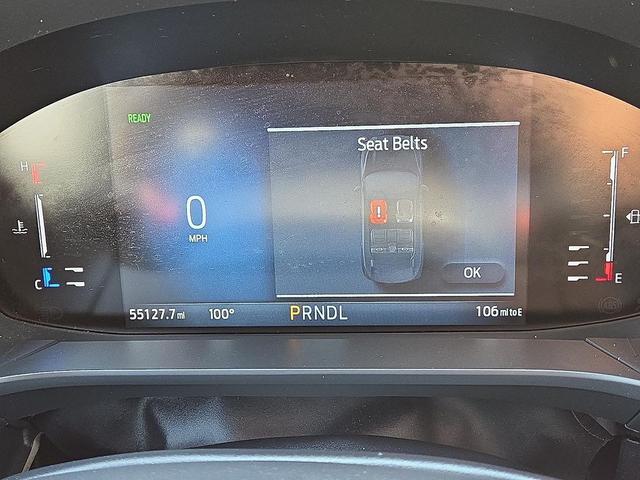 READY
Seat Belts
H
F
0
MPH
OK
C
E
55127.7 mi
100°
PRNDL
106 mi to E